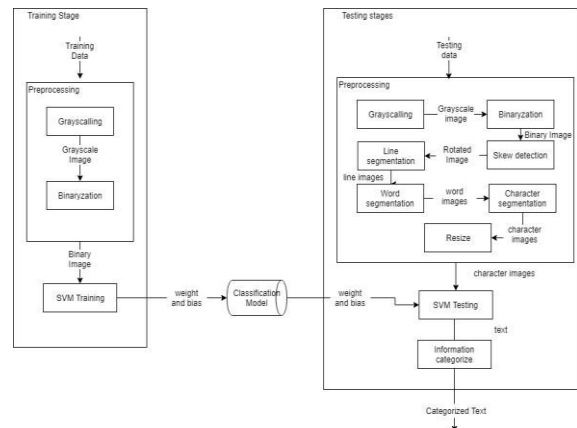 Training Stage
Training
Data
Preprocessing
Grayscalling
Grayscale
Image
Binaryzation
Binary
Image
SVM Training
weight
and bias
Classification
Model
weight
and bias
Testing stages
Testing
data
Preprocessing
Grayscalling
Grayscale
image
Binaryzation
Binary Image
Line
segmentation
Rotated
Image
Skew detection
line images
Word
segmentation
word
images
Character
segmentation
character
images
Resize
character images
SVM Testing
text
Information
categorize
Categorized Text